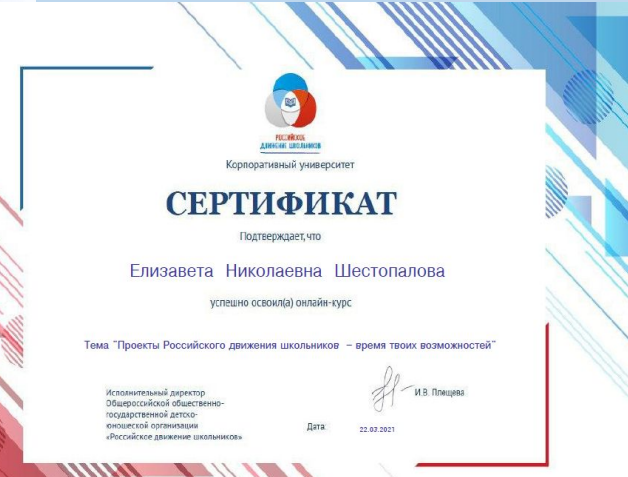 РОССИЙСКОЕ
ДВИЖЕНИЕ ШКОЛЬНИКОВ
Корпоративный университет
СЕРТИФИКАТ
Подтверждает, что
Елизавета Николаевна Шестопалова
успешно освоил(а) онлайн-курс
Тема "Проекты Российского движения школьников – время твоих возможностей"
Исполнительный директор
Общероссийской общественно-
государственной детско-
юношеской организации
«Российское движение школьников»
И.В. Плещева
Дата:
22.03.2021